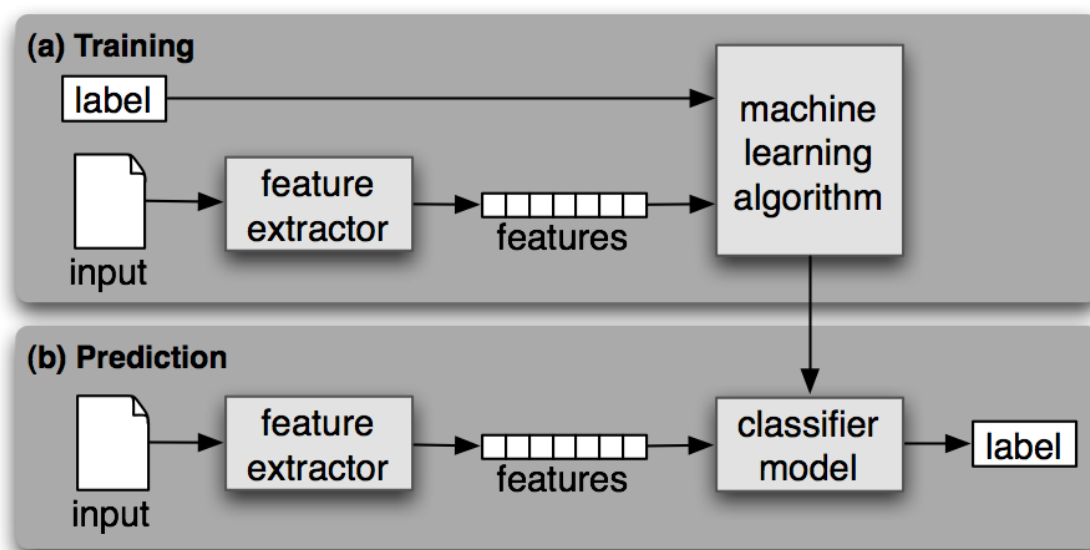 (a) Training
label
machine
learning
algorithm
feature
extractor
features
input
(b) Prediction
feature
extractor
features
classifier
model
label
input